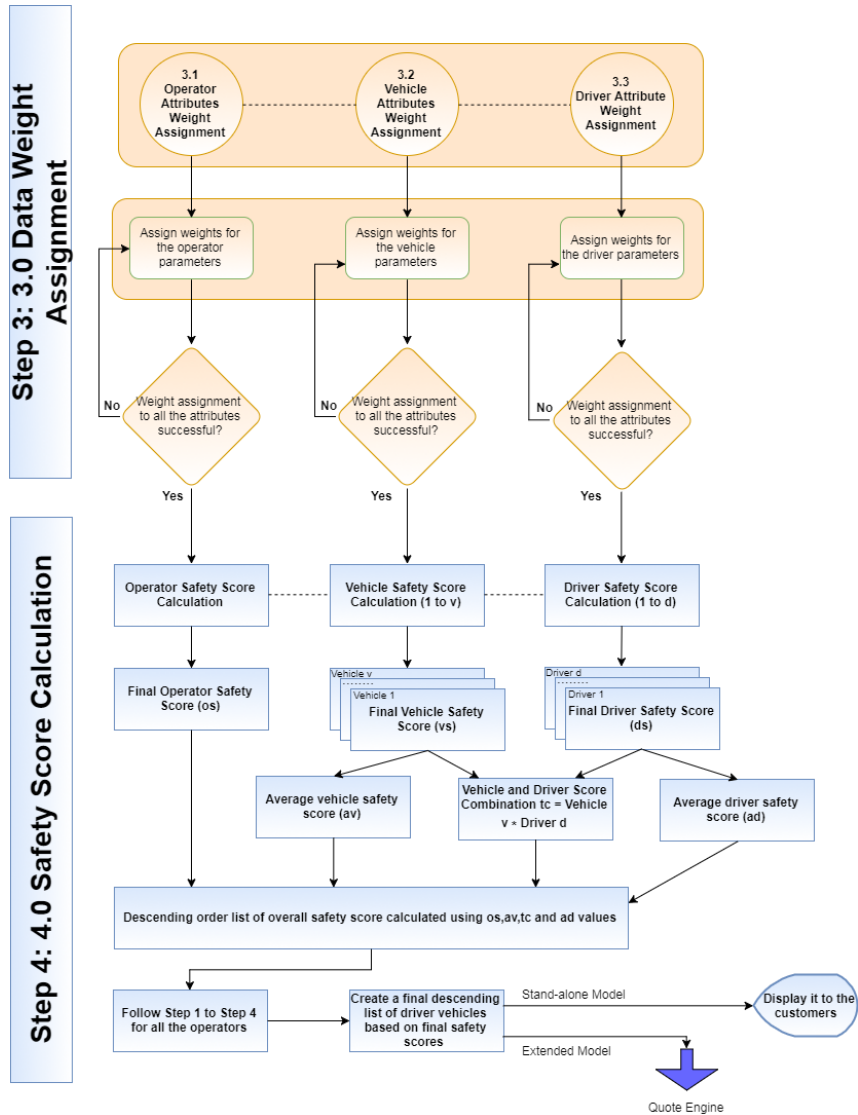 Step 3: 3.0 Data Weight
Assignment
3.1
Operator
Attributes
Weight
Assignment
3.2
Vehicle
Attributes
Weight
Assignment
3.3
Driver Attribute
Weight
Assignment
Assign weights for
the operator
parameters
Assign weights for
the vehicle
parameters
Assign weights for
the driver parameters
No
Weight assignment
to all the attributes
successful?
No
Weight assignment
to all the attributes
successful?
No
Weight assignment
to all the attributes
successful?
Yes
Yes
Yes
Step 4: 4.0 Safety Score Calculation
Operator Safety Score
Calculation
Vehicle Safety Score
Calculation (1 to v)
Driver Safety Score
Calculation (1 to d)
Final Operator Safety
Score (os)
Vehicle v
--------
Vehicle 1
Final Vehicle Safety
Score (vs)
Driver d
--------
Driver 1
Final Driver Safety Score
(ds)
Average vehicle safety
score (av)
Vehicle and Driver Score
Combination tc = Vehicle
v * Driver d
Average driver safety
score (ad)
Descending order list of overall safety score calculated using os,av,tc and ad values
Follow Step 1 to Step 4
for all the operators
Create a final descending
list of driver vehicles
based on final safety
scores
Stand-alone Model
Display it to the
customers
Extended Model
Quote Engine